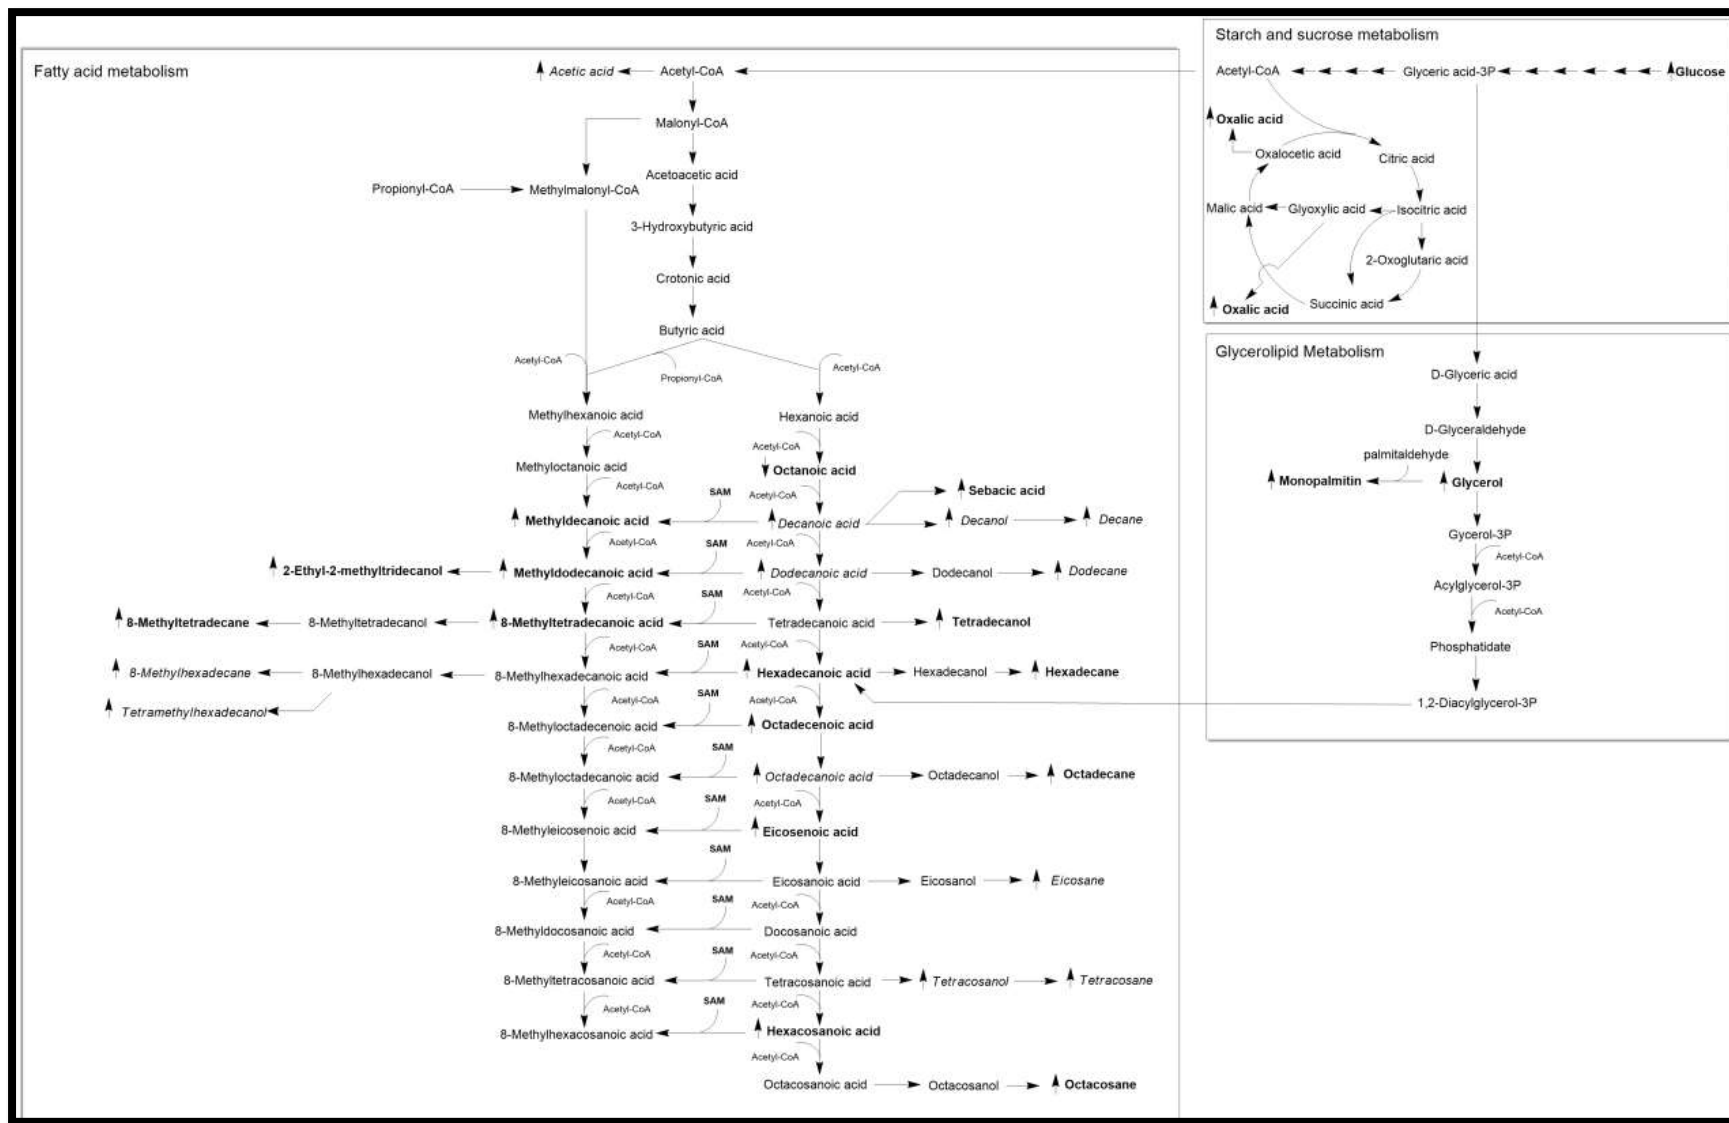 Starch and sucrose metabolism
Fatty acid metabolism
Acetic acid Acetyl-CoA
Acetyl-CoA Glyceric acid-3P Glucose
Malonyl-CoA
Oxalic acid
Oxalocetic acid Citric acid
Acetoacetic acid
Propionyl-CoA Methylmalonyl-CoA
Malic acid Glyoxylic acid Isocitric acid
3-Hydroxybutyric acid
2-Oxoglutaric acid
Crotonic acid
Oxalic acid Succinic acid
Butyric acid
Glycerolipid Metabolism
Acetyl-CoA Propionyl-CoA Acetyl-CoA
D-Glyceric acid
Methylhexanoic acid Hexanoic acid
Acetyl-CoA Acetyl-CoA
D-Glyceraldehyde
palmitaldehyde
Methyloctanoic acid Octanoic acid
Monopalmitin Glycerol
Acetyl-CoA SAM Acetyl-CoA Sebacic acid
Methyldecanoic acid Decanoic acid Decanol Decane
Gycerol-3P
Acetyl-CoA SAM Acetyl-CoA
Acetyl-CoA
2-Ethyl-2-methyltridecanol Methyldodecanoic acid Dodecanoic acid Dodecanol Dodecane
Acylglycerol-3P
Acetyl-CoA SAM Acetyl-CoA
Acetyl-CoA
8-Methyltetradecane 8-Methyltetradecanol 8-Methyltetradecanoic acid Tetradecanoic acid Tetradecanol
Acetyl-CoA SAM Acetyl-CoA
Phosphatidate
8-Methylhexadecane 8-Methylhexadecanol 8-Methylhexadecanoic acid Hexadecanoic acid Hexadecanol Hexadecane
Acetyl-CoA SAM Acetyl-CoA
1,2-Diacylglycerol-3P
Tetramethylhexadecanol
8-Methyloctadecenoic acid Octadecenoic acid
Acetyl-CoA SAM
8-Methyloctadecanoic acid Octadecanoic acid Octadecanol Octadecane
Acetyl-CoA SAM Acetyl-CoA
8-Methyleicosenoic acid Eicosenoic acid
SAM
8-Methyleicosanoic acid Eicosanoic acid Eicosanol Eicosane
Acetyl-CoA SAM Acetyl-CoA
8-Methyldocosanoic acid Docosanoic acid
Acetyl-CoA SAM Acetyl-CoA
8-Methyltetracosanoic acid Tetracosanoic acid Tetracosanol Tetracosane
Acetyl-CoA SAM Acetyl-CoA
8-Methylhexacosanoic acid Hexacosanoic acid
Acetyl-CoA
Octacosanoic acid Octacosanol Octacosane